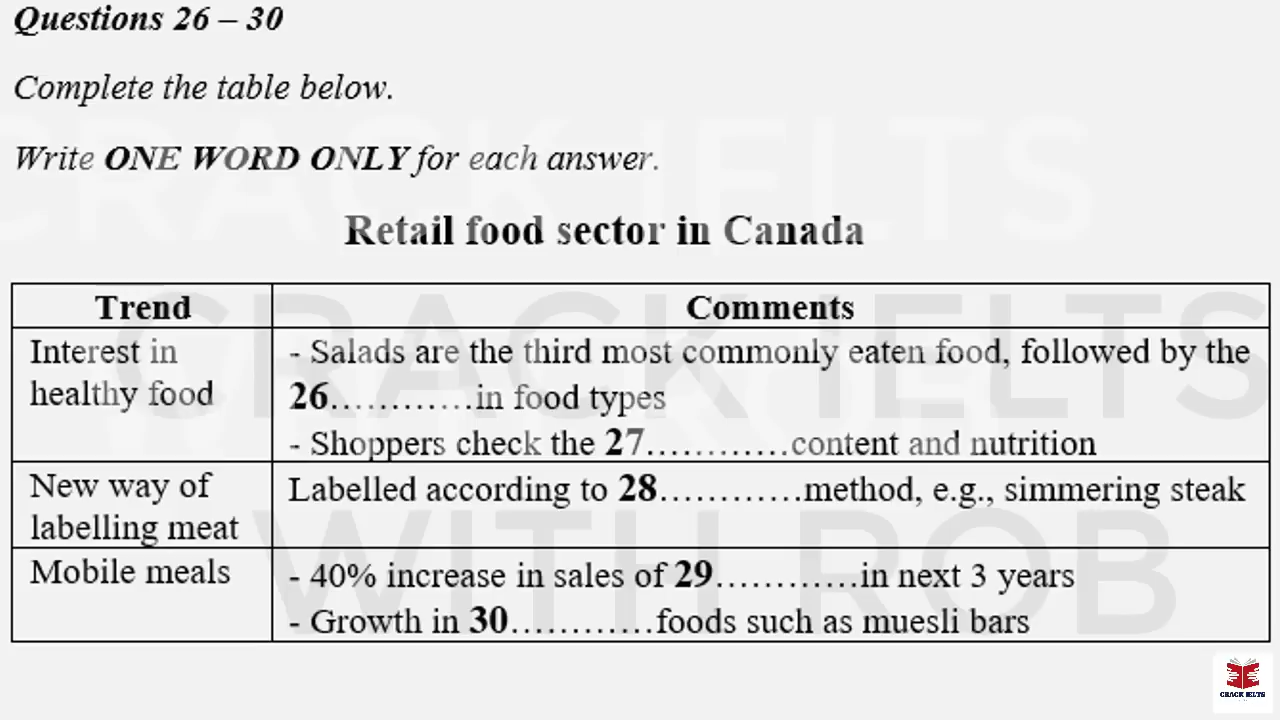 Questions 26 – 30
Complete the table below.
Write ONE WORD ONLY for each answer.
Retail food sector in Canada
Trend
Comments
Interest in
healthy food
- Salads are the third most commonly eaten food, followed by the
26…………in food types
- Shoppers check the 27…………content and nutrition
New way of
labelling meat
Labelled according to 28…………method, e.g., simmering steak
Mobile meals
- 40% increase in sales of 29…………in next 3 years
- Growth in 30…………foods such as muesli bars
CRACK IELTS
CRACK IELTS
WITH ROB
CRACK IELTS